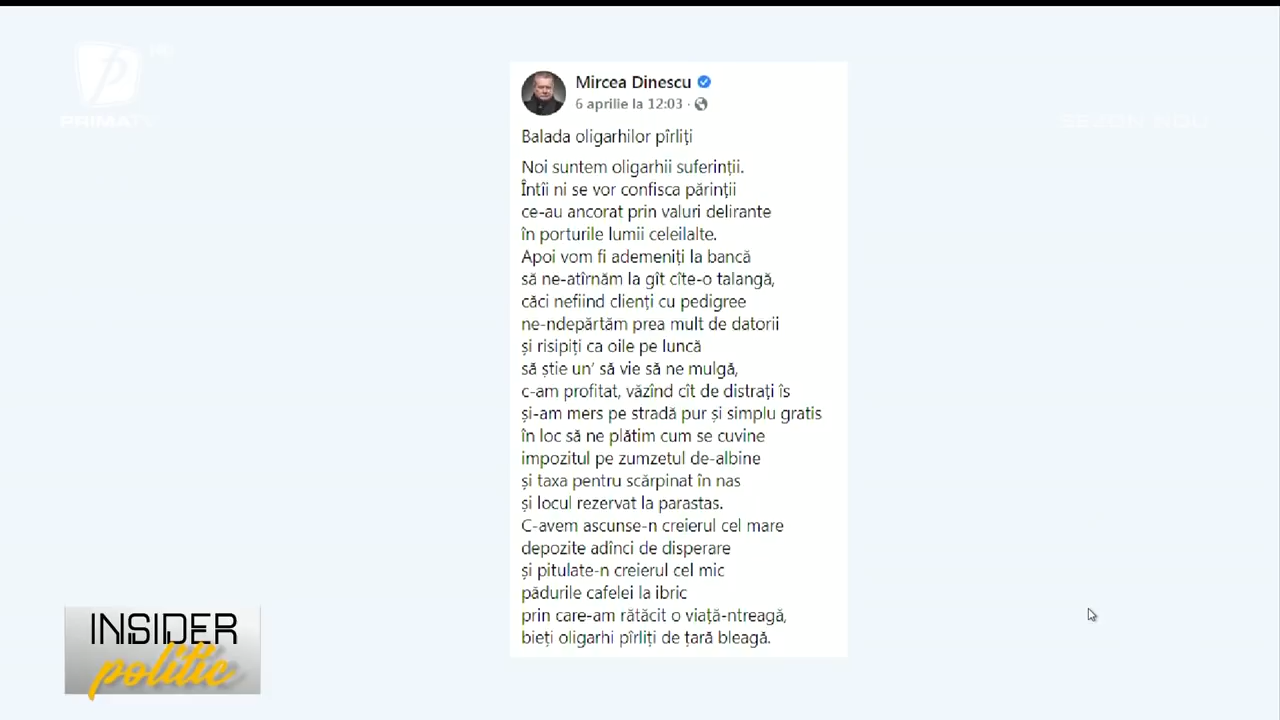 PRIMA TV
HD
SEZON NOU
Mircea Dinescu
6 aprilie la 12:03 ·
Balada oligarhilor pîrliți
Noi suntem oligarhii suferinții.
Întîi ni se vor confisca părinții
ce-au ancorat prin valuri delirante
în porturile lumii celeilalte.
Apoi vom fi ademeniți la bancă
să ne-atîrnăm la gît cîte-o talangă,
căci nefiind clienți cu pedigree
ne-ndepărtăm prea mult de datorii
și risipiți ca oile pe luncă
să știe un’ să vie să ne mulgă,
c-am profitat, văzînd cît de distrați îs
și-am mers pe stradă pur și simplu gratis
în loc să ne plătim cum se cuvine
impozitul pe zumzetul de-albine
și taxa pentru scărpinat în nas
și locul rezervat la parastas.
C-avem ascunse-n creierul cel mare
depozite adînci de disperare
și pitulate-n creierul cel mic
pădurile cafelei la ibric
prin care-am rătăcit o viață-ntreagă,
bieți oligarhi pîrliți de țară bleagă.
INSIDER
politic